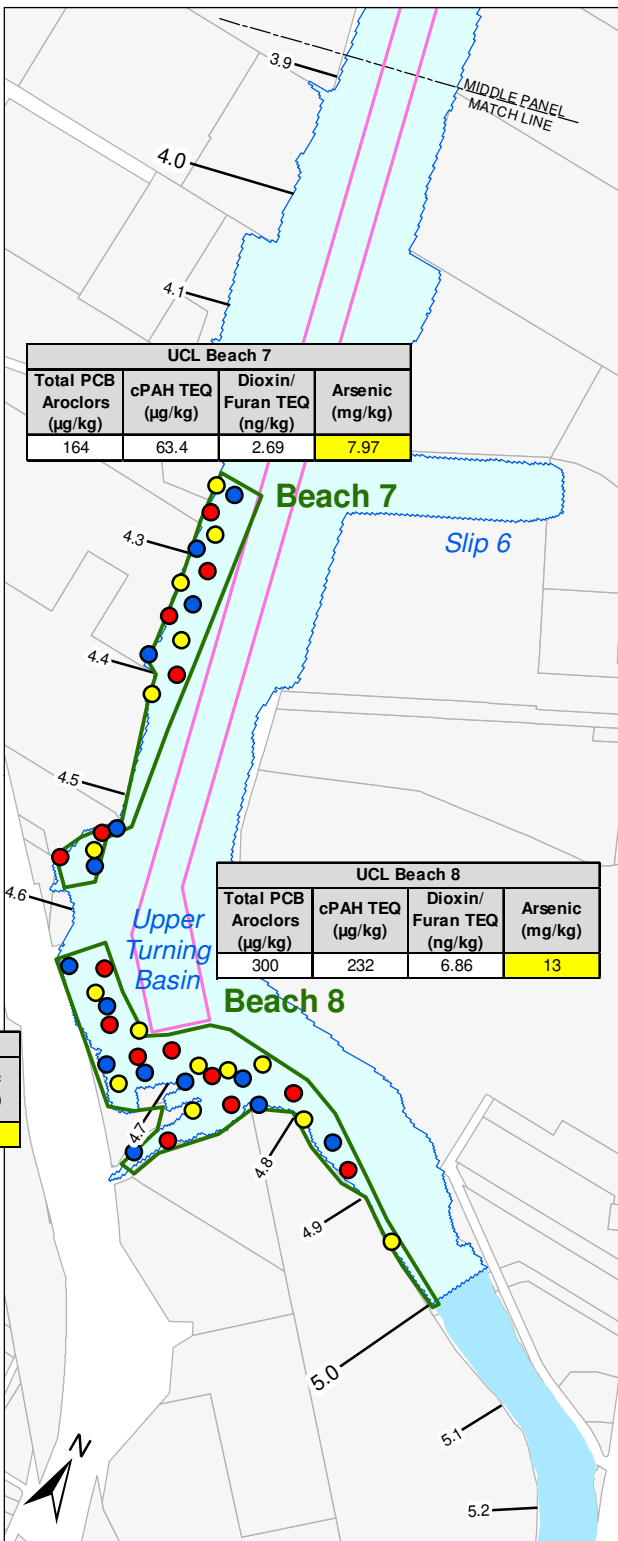 3.9
MIDDLE PANEL
MATCH LINE
4.0
4.1
UCL Beach 7
Total PCB Aroclors (µg/kg) cPAH TEQ (µg/kg) Dioxin/ Furan TEQ (ng/kg) Arsenic (mg/kg)
164 63.4 2.69 7.97
Beach 7
4.3
Slip 6
4.4
4.5
UCL Beach 8
Total PCB Aroclors (µg/kg) cPAH TEQ (µg/kg) Dioxin/ Furan TEQ (ng/kg) Arsenic (mg/kg)
300 232 6.86 13
4.6
Upper
Turning
Basin
Beach 8
4.7
4.8
4.9
5.0
5.1
5.2
N